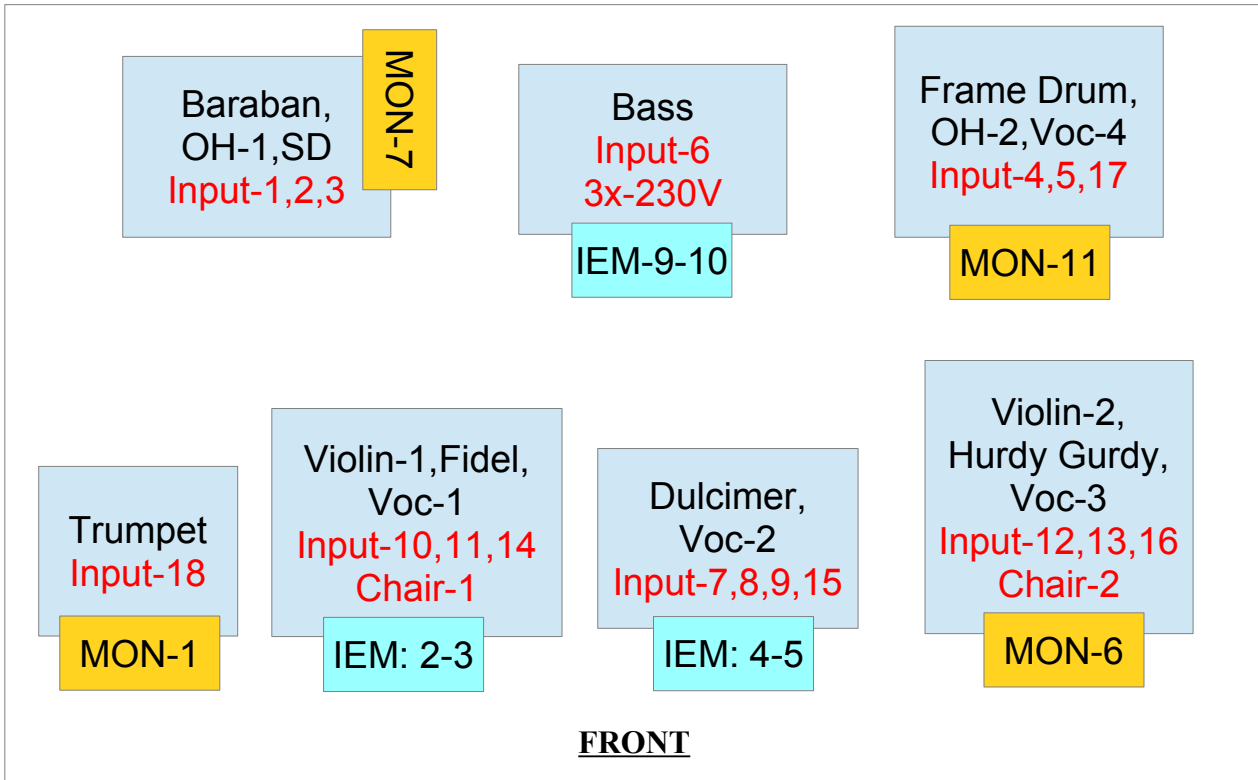 Baraban,
OH-1,SD
Input-1,2,3
MON-7
Bass
Input-6
3x-230V
IEM-9-10
Frame Drum,
OH-2,Voc-4
Input-4,5,17
MON-11
Trumpet
Input-18
MON-1
Violin-1,Fidel,
Voc-1
Input-10,11,14
Chair-1
IEM: 2-3
Dulcimer,
Voc-2
Input-7,8,9,15
IEM: 4-5
Violin-2,
Hurdy Gurdy,
Voc-3
Input-12,13,16
Chair-2
MON-6
FRONT